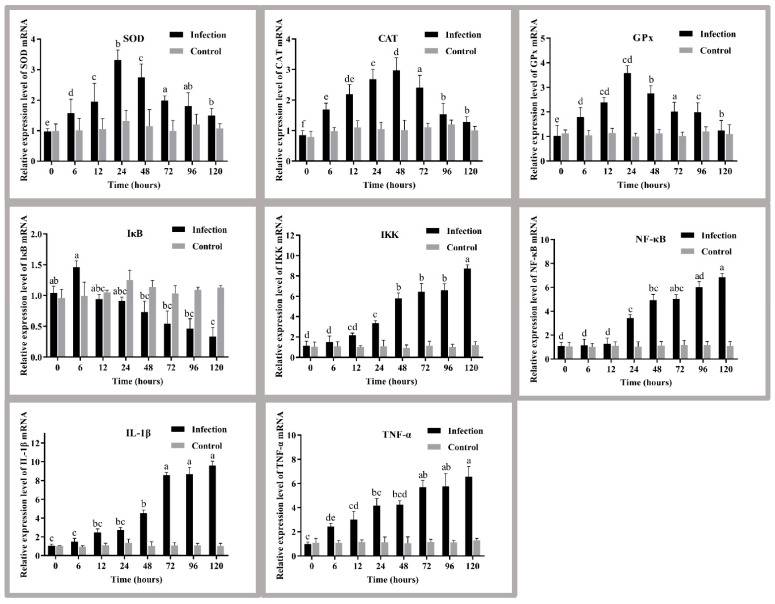 SOD
Infection
Control
Relative expression level of SOD mRNA
4
3
2
1
0
e d c b c a ab b
0 6 12 24 48 72 96 120
Time (hours)
CAT
Infection
Control
Relative expression level of CAT mRNA
4
3
2
1
0
f e de c d a b b
0 6 12 24 48 72 96 120
Time (hours)
GPx
Infection
Control
Relative expression level of GPx mRNA
5
4
3
2
1
0
e d c d b a a b
0 6 12 24 48 72 96 120
Time (hours)
IκB
Infection
Control
Relative expression level of IκB mRNA
2.0
1.5
1.0
0.5
0.0
ab a abc abc bc bc bc c
0 6 12 24 48 72 96 120
Time (hours)
IKK
Infection
Control
Relative expression level of IKK mRNA
12
10
8
6
4
2
0
d d cd c b b b a
0 6 12 24 48 72 96 120
Time (hours)
NF-κB
Infection
Control
Relative expression level of NF-κB mRNA
10
8
6
4
2
0
d d d c bc abc ad a
0 6 12 24 48 72 96 120
Time (hours)
IL-1β
Infection
Control
Relative expression level of IL-1β mRNA
14
12
10
8
6
4
2
0
c c bc bc b a a a
0 6 12 24 48 72 96 120
Time (hours)
TNF-α
Infection
Control
Relative expression level of TNF-α mRNA
10
8
6
4
2
0
e de cd bc bcd ab ab a
0 6 12 24 48 72 96 120
Time (hours)